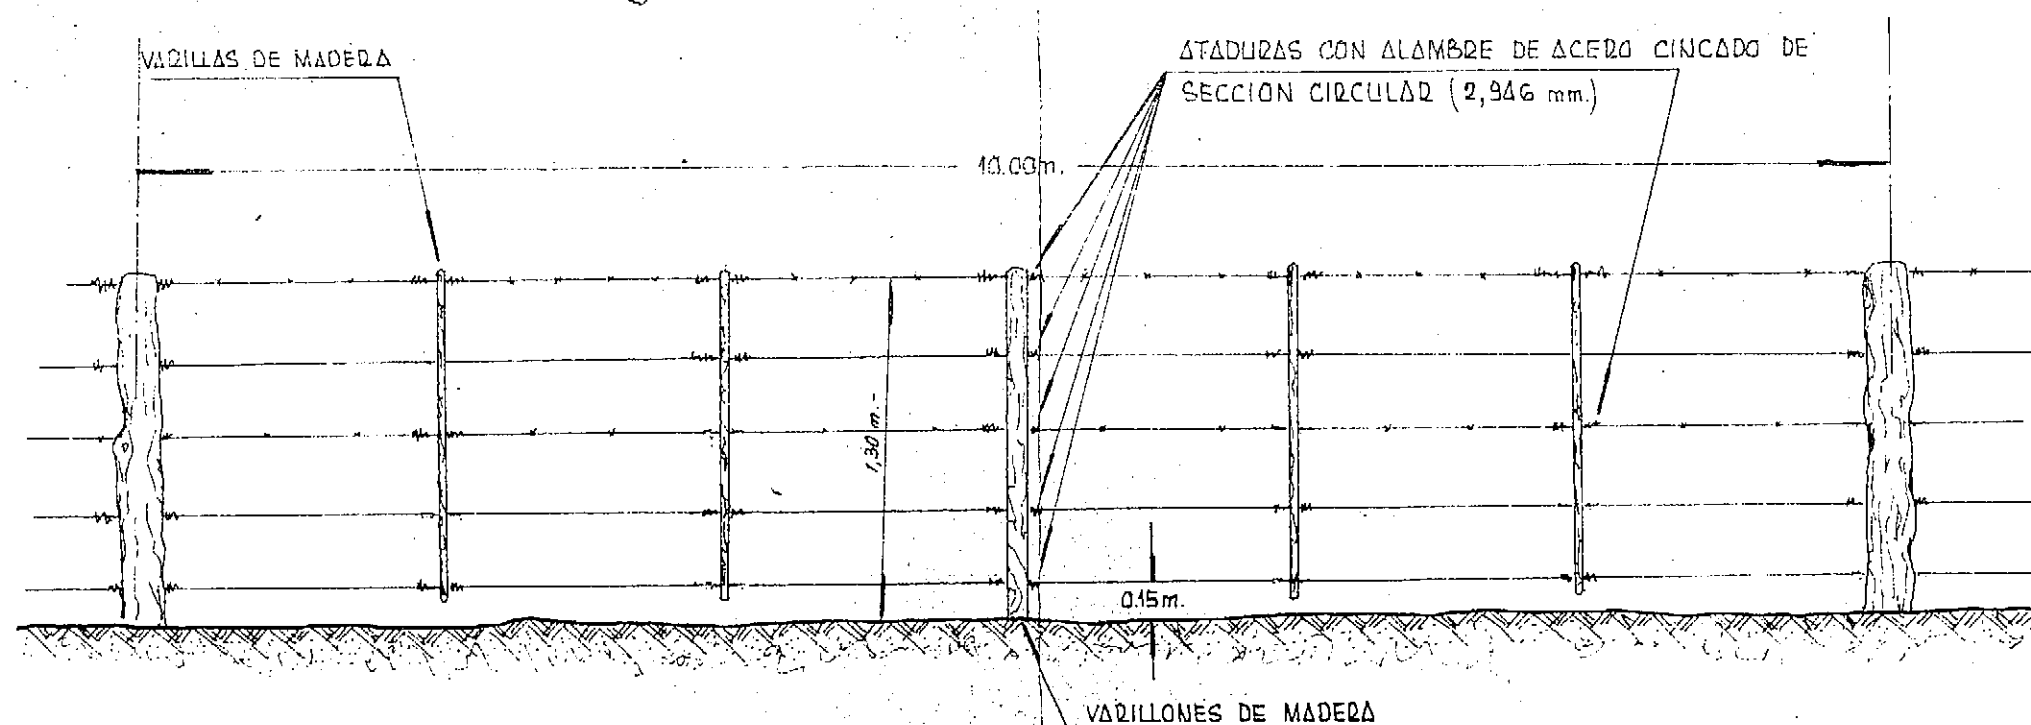 VARILLAS DE MADERA
ATADURAS CON ALAMBRE DE ACERO CINCADO DE
SECCION CIRCULAR (2,946 mm.)
10.00m.
1,30 m.-
0.15m.
VARILLONES DE MADERA